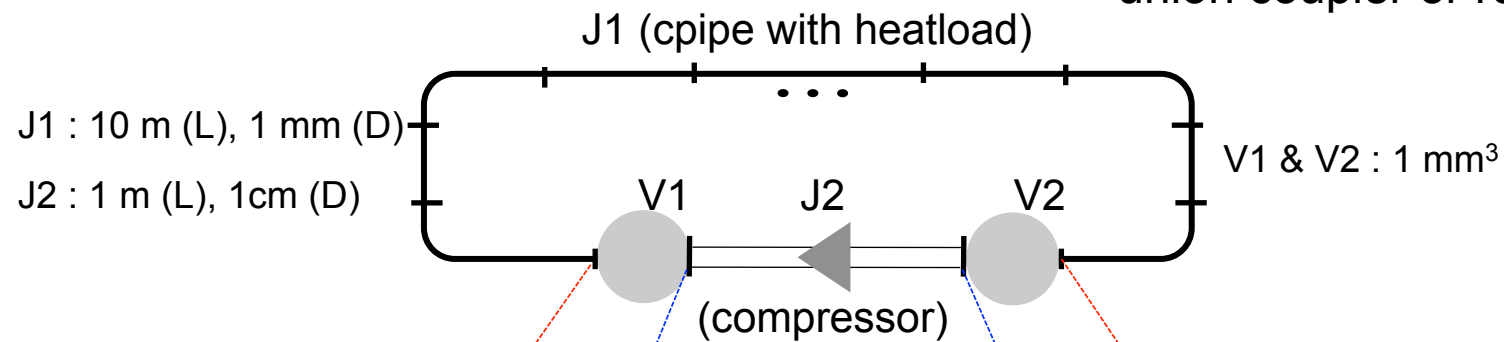 J1 (cpipe with heatload)
• • •
J1 : 10 m (L), 1 mm (D)
V1 & V2 : 1 mm³
J2 : 1 m (L), 1cm (D)
V1 J2 V2
(compressor)